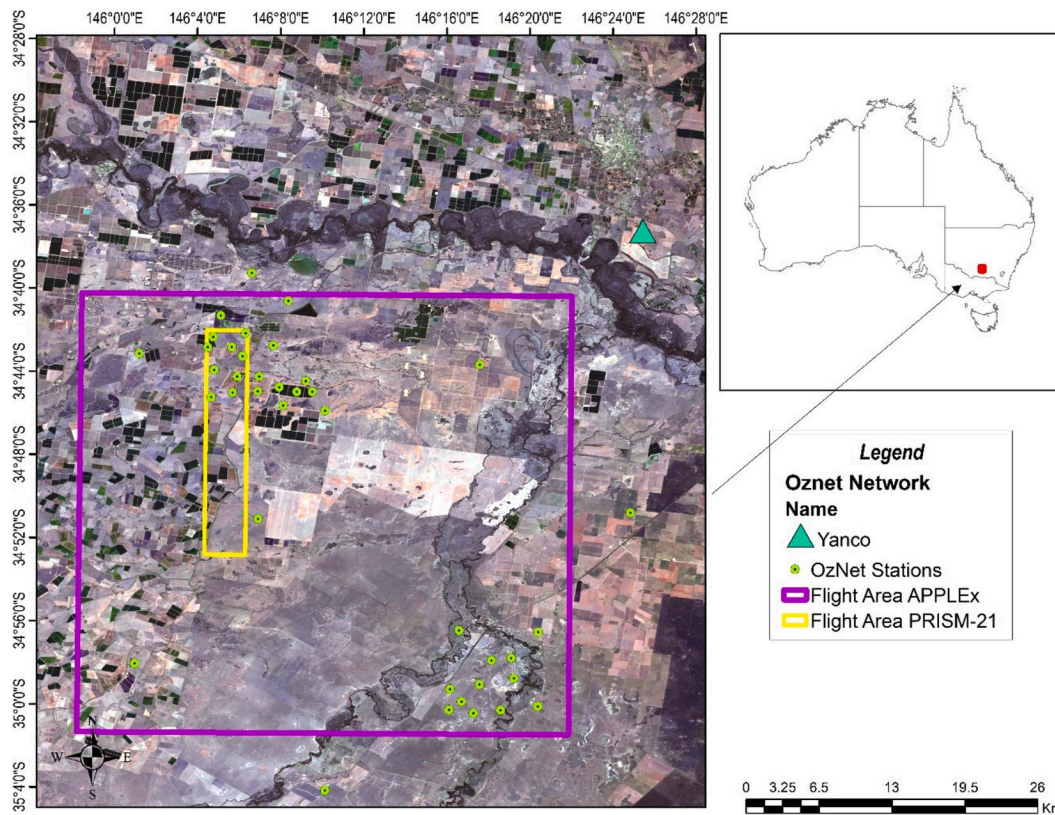 146°0'0"S 146°4'0"S 146°8'0"S 146°12'0"S 146°16'0"S 146°20'0"S 146°24'0"S 146°28'0"S
34°28'0"S
34°32'0"S
34°36'0"S
34°40'0"S
34°44'0"S
34°48'0"S
34°52'0"S
34°56'0"S
35°0'0"S
35°4'0"S
N
W E
S
Legend
Oznet Network
Name
Yanco
OzNet Stations
Flight Area APPLEx
Flight Area PRISM-21
0 3.25 6.5 13 19.5 26